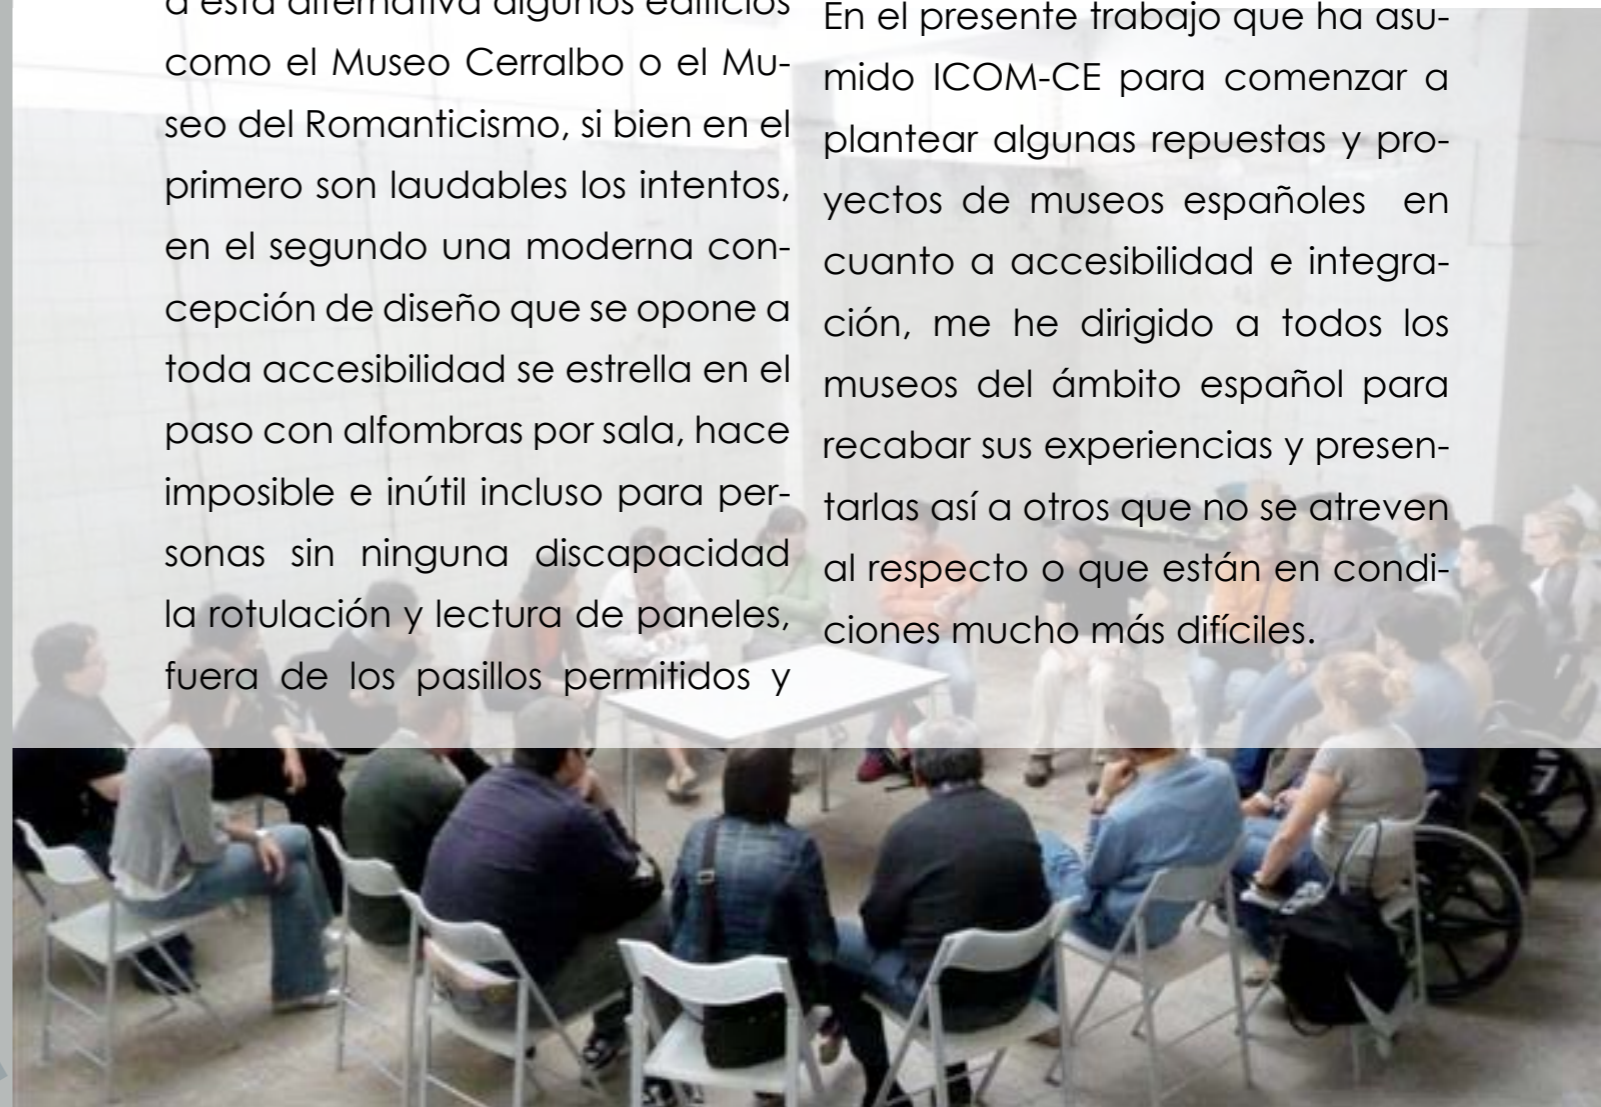 a esta alternativa algunos edificios
como el Museo Cerralbo o el Mu-
seo del Romanticismo, si bien en el
primero son laudables los intentos,
en el segundo una moderna con-
cepción de diseño que se opone a
toda accesibilidad se estrella en el
paso con alfombras por sala, hace
imposible e inútil incluso para per-
sonas sin ninguna discapacidad
la rotulación y lectura de paneles,
fuera de los pasillos permitidos y
En el presente trabajo que ha asu-
mido ICOM-CE para comenzar a
plantear algunas repuestas y pro-
yectos de museos españoles en
cuanto a accesibilidad e integra-
ción, me he dirigido a todos los
museos del ámbito español para
recabar sus experiencias y presen-
tarlas así a otros que no se atreven
al respecto o que están en condi-
ciones mucho más difíciles.